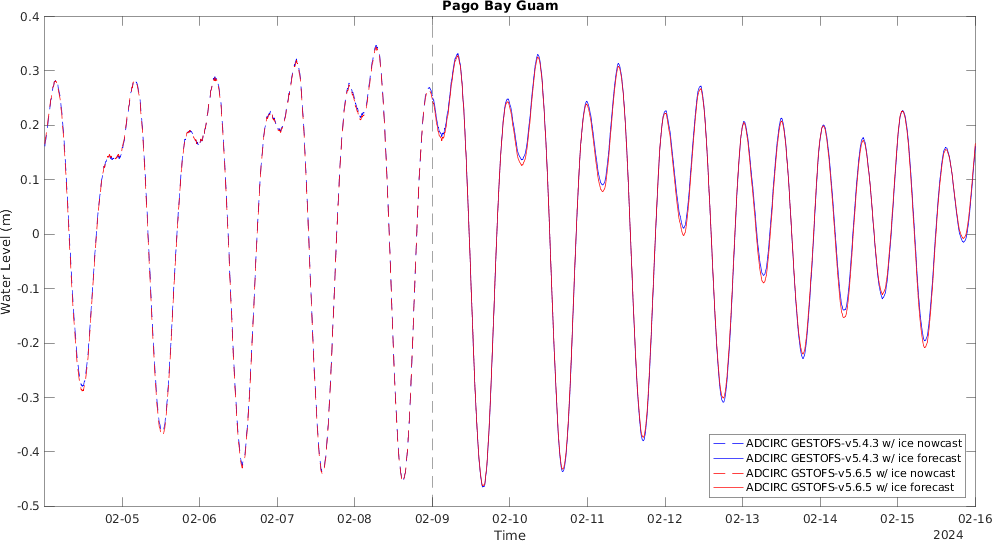 Pago Bay Guam
0.4
0.3
0.2
0.1
0
-0.1
-0.2
-0.3
-0.4
-0.5
Water Level (m)
ADCIRC GESTOFS-v5.4.3 w/ ice nowcast
ADCIRC GESTOFS-v5.4.3 w/ ice forecast
ADCIRC GSTOFS-v5.6.5 w/ ice nowcast
ADCIRC GSTOFS-v5.6.5 w/ ice forecast
02-05 02-06 02-07 02-08 02-09 02-10 02-11 02-12 02-13 02-14 02-15 02-16
Time
2024